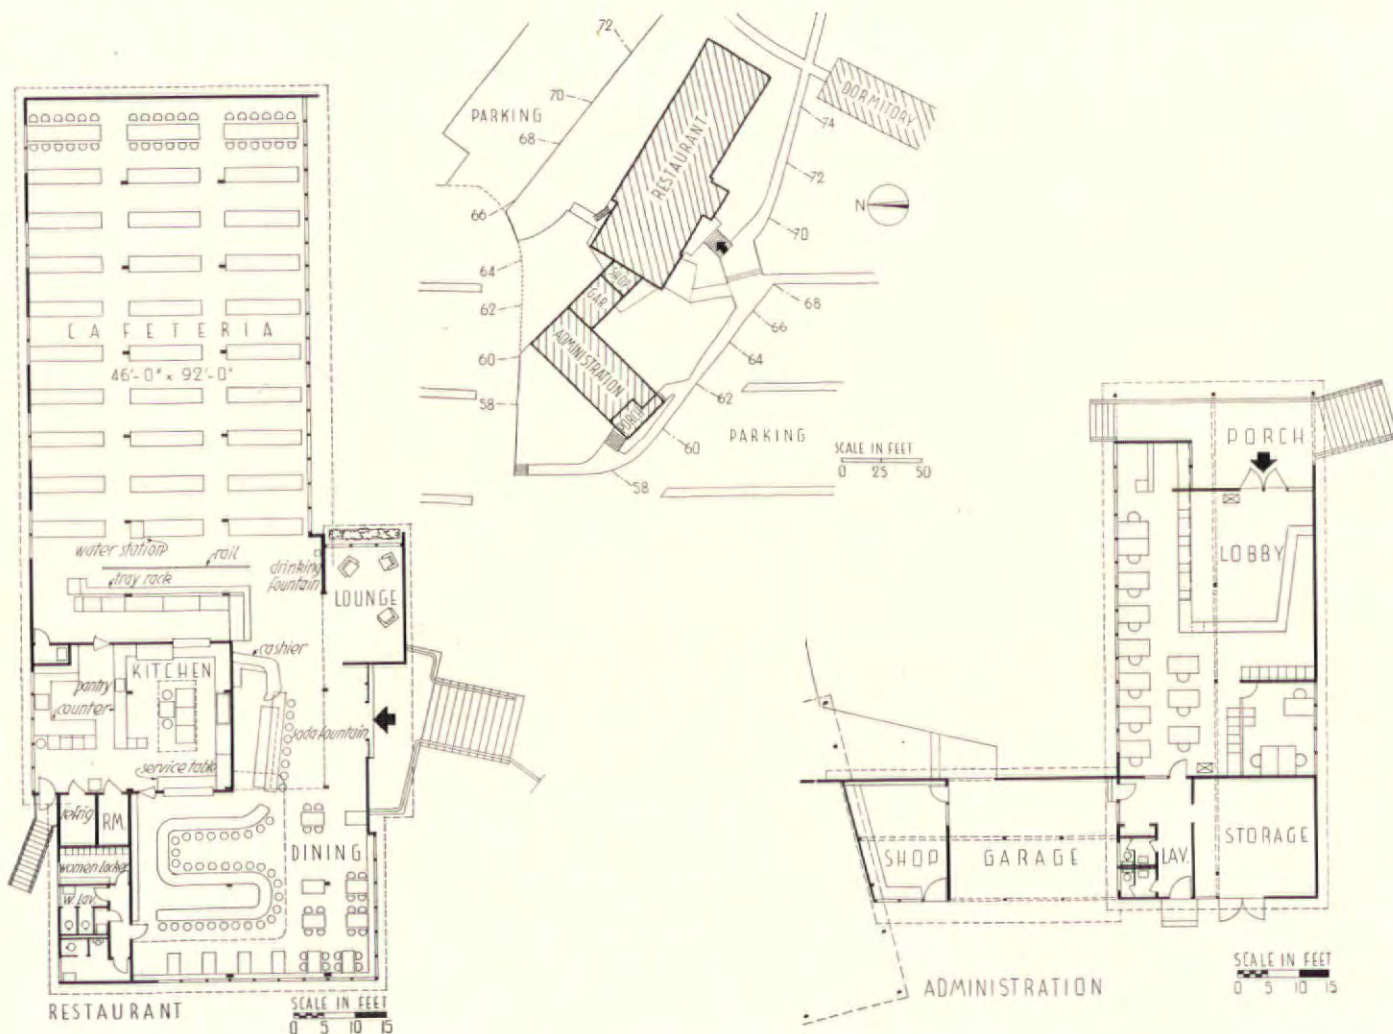 CAFETERIA
46'-0" x 92'-0"
water station
rail
drinking
fountain
tray rack
LOUNGE
cashier
KITCHEN
pantry
counter
soda fountain
service table
refrig
RM.
DINING
women locker
w. lav.
RESTAURANT
SCALE IN FEET
0 5 10 15
72
70
PARKING
68
66
64
62
60
58
RESTAURANT
DORMITORY
74
72
N
70
SHOP
GAR
ADMINISTRATION
PORCH
68
66
64
62
60
58
PARKING
SCALE IN FEET
0 25 50
PORCH
LOBBY
SHOP
GARAGE
LAV.
STORAGE
ADMINISTRATION
SCALE IN FEET
0 5 10 15